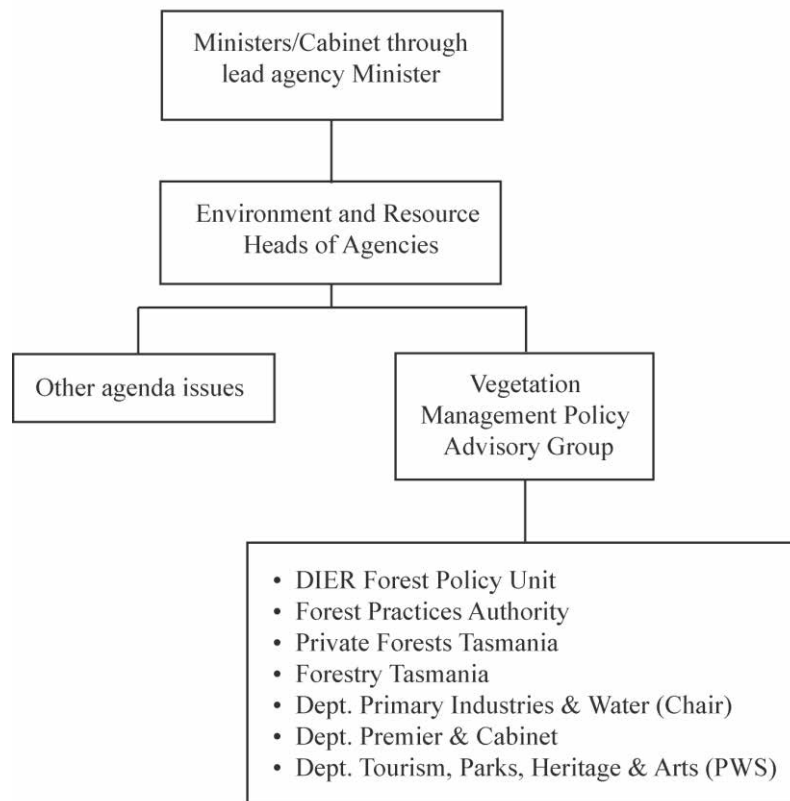 Ministers/Cabinet through
lead agency Minister
Environment and Resource
Heads of Agencies
Other agenda issues
Vegetation
Management Policy
Advisory Group
• DIER Forest Policy Unit
• Forest Practices Authority
• Private Forests Tasmania
• Forestry Tasmania
• Dept. Primary Industries & Water (Chair)
• Dept. Premier & Cabinet
• Dept. Tourism, Parks, Heritage & Arts (PWS)